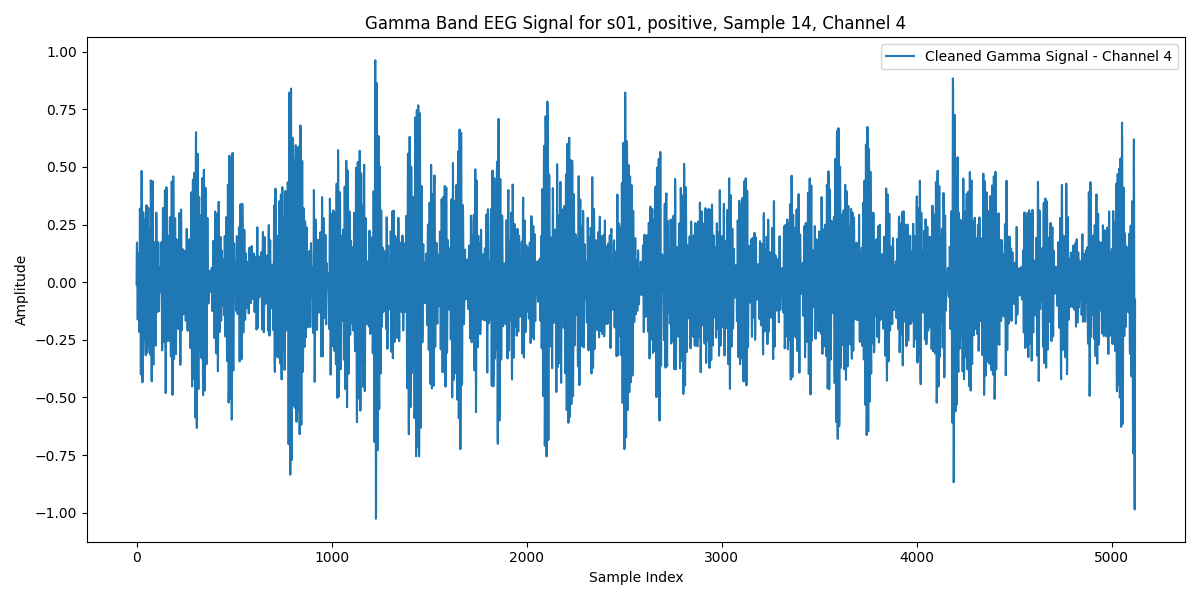 Gamma Band EEG Signal for s01, positive, Sample 14, Channel 4
Cleaned Gamma Signal - Channel 4
1.00
0.75
0.50
0.25
0.00
−0.25
−0.50
−0.75
−1.00
Amplitude
0 1000 2000 3000 4000 5000
Sample Index